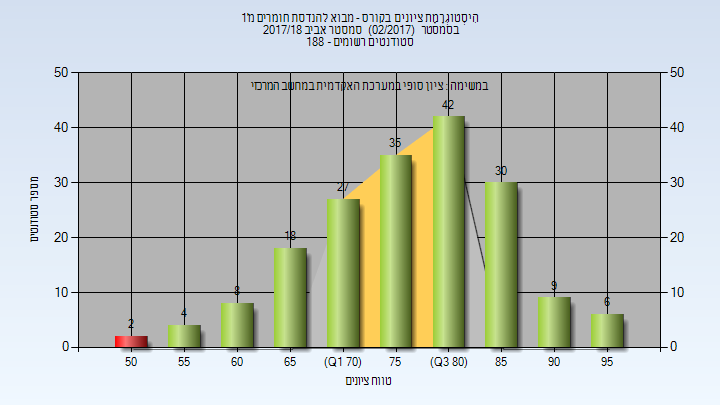 היסטוגרמת ציונים בקורס - מבוא להנדסת חומרים מ'1
בסמסטר (02/2017) סמסטר אביב 2017/18
סטודנטים רשומים - 188
במשימה : ציון סופי במערכת האקדמית במחשב המרכזי
50 50
40 40
30 30
20 20
10 10
0 0
מספר סטודנטים
2 4 8 18 27 35 42 30 9 6
50 55 60 65 (Q1 70) 75 (Q3 80) 85 90 95
טווח ציונים